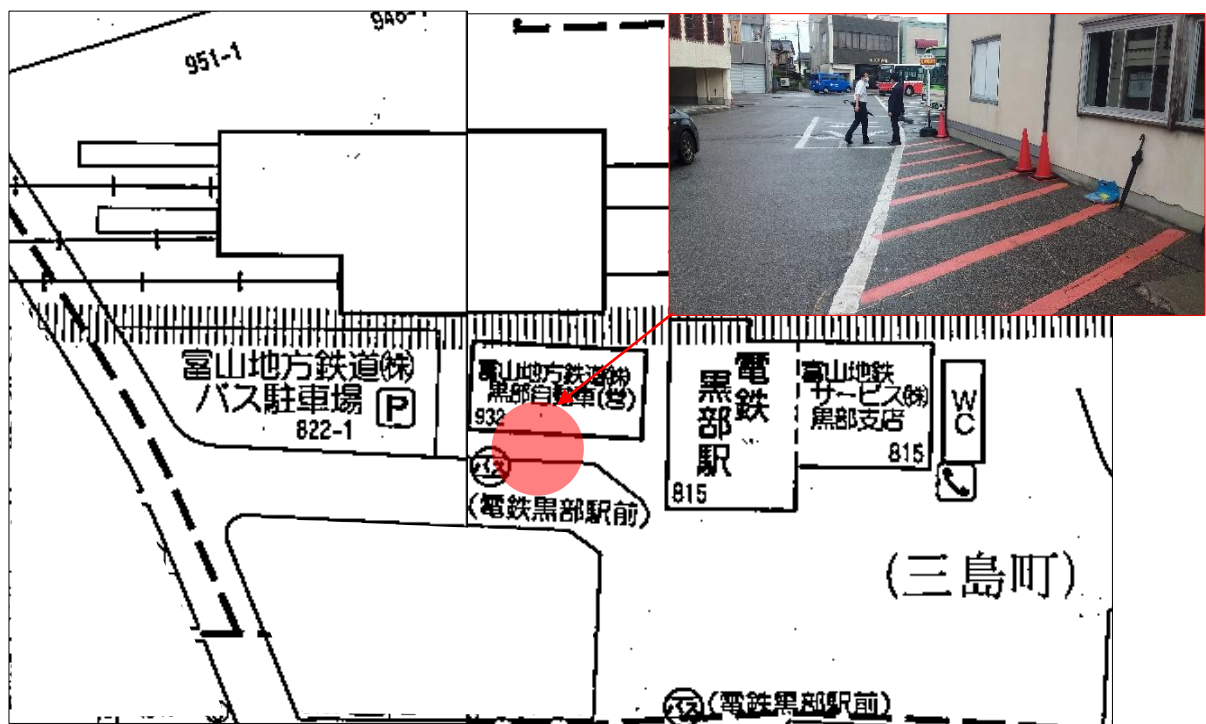 951-1
948-1
富山地方鉄道㈱
バス駐車場 P
822-1
富山地方鉄道㈱
黒部自動車(営)
932
バス
(電鉄黒部駅前)
電鉄
黒部駅
815
富山地鉄
サービス㈱
黒部支店
815
WC
(三島町)
バス(電鉄黒部駅前)